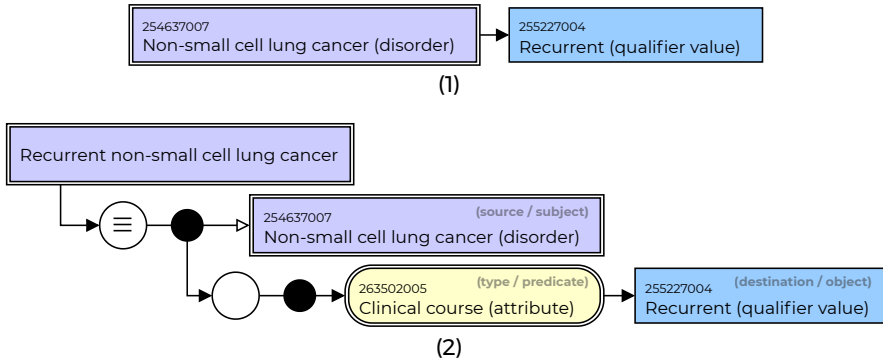 254637007
Non-small cell lung cancer (disorder)
255227004
Recurrent (qualifier value)
(1)
Recurrent non-small cell lung cancer
254637007 (source / subject)
Non-small cell lung cancer (disorder)
263502005 (type / predicate)
Clinical course (attribute)
255227004 (destination / object)
Recurrent (qualifier value)
(2)